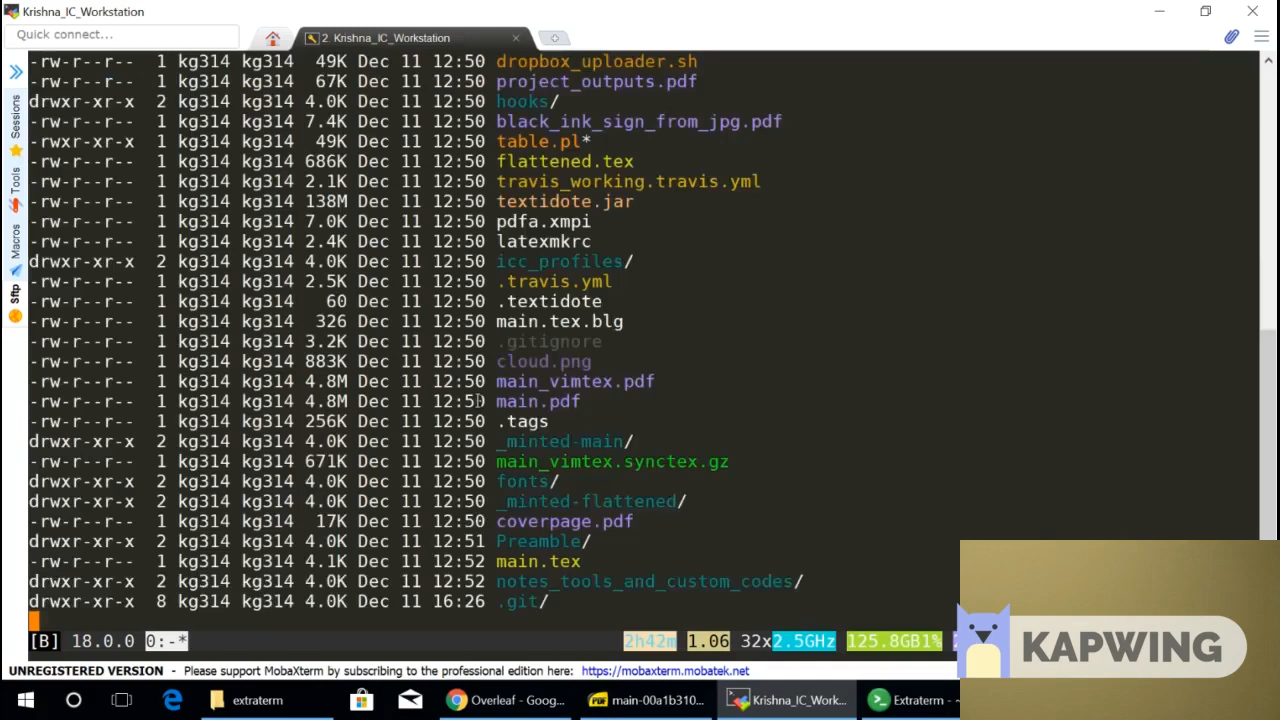 Krishna_IC_Workstation
Quick connect...
2. Krishna_IC_Workstation
Sessions
Tools
Macros
Sftp
-rw-r--r-- 1 kg314 kg314 49K Dec 11 12:50 dropbox_uploader.sh
-rw-r--r-- 1 kg314 kg314 67K Dec 11 12:50 project_outputs.pdf
drwxr-xr-x 2 kg314 kg314 4.0K Dec 11 12:50 hooks/
-rw-r--r-- 1 kg314 kg314 7.4K Dec 11 12:50 black_ink_sign_from_jpg.pdf
-rwxr-xr-x 1 kg314 kg314 49K Dec 11 12:50 table.pl*
-rw-r--r-- 1 kg314 kg314 686K Dec 11 12:50 flattened.tex
-rw-r--r-- 1 kg314 kg314 2.1K Dec 11 12:50 travis_working.travis.yml
-rw-r--r-- 1 kg314 kg314 138M Dec 11 12:50 textidote.jar
-rw-r--r-- 1 kg314 kg314 7.0K Dec 11 12:50 pdfa.xmpi
-rw-r--r-- 1 kg314 kg314 2.4K Dec 11 12:50 latexmkrc
drwxr-xr-x 2 kg314 kg314 4.0K Dec 11 12:50 icc_profiles/
-rw-r--r-- 1 kg314 kg314 2.5K Dec 11 12:50 .travis.yml
-rw-r--r-- 1 kg314 kg314 60 Dec 11 12:50 .textidote
-rw-r--r-- 1 kg314 kg314 326 Dec 11 12:50 main.tex.blg
-rw-r--r-- 1 kg314 kg314 3.2K Dec 11 12:50 .gitignore
-rw-r--r-- 1 kg314 kg314 883K Dec 11 12:50 cloud.png
-rw-r--r-- 1 kg314 kg314 4.8M Dec 11 12:50 main_vimtex.pdf
-rw-r--r-- 1 kg314 kg314 4.8M Dec 11 12:50 main.pdf
-rw-r--r-- 1 kg314 kg314 256K Dec 11 12:50 .tags
drwxr-xr-x 2 kg314 kg314 4.0K Dec 11 12:50 _minted-main/
-rw-r--r-- 1 kg314 kg314 671K Dec 11 12:50 main_vimtex.synctex.gz
drwxr-xr-x 2 kg314 kg314 4.0K Dec 11 12:50 fonts/
drwxr-xr-x 2 kg314 kg314 4.0K Dec 11 12:50 _minted-flattened/
-rw-r--r-- 1 kg314 kg314 17K Dec 11 12:50 coverpage.pdf
drwxr-xr-x 2 kg314 kg314 4.0K Dec 11 12:51 Preamble/
-rw-r--r-- 1 kg314 kg314 4.1K Dec 11 12:52 main.tex
drwxr-xr-x 2 kg314 kg314 4.0K Dec 11 12:52 notes_tools_and_custom_codes/
drwxr-xr-x 8 kg314 kg314 4.0K Dec 11 16:26 .git/
[B] 18.0.0 0:-* 2h42m 1.06 32x2.5GHz 125.8GB1%
KAPWING
UNREGISTERED VERSION - Please support MobaXterm by subscribing to the professional edition here: https://mobaxterm.mobatek.net
extraterm
Overleaf - Goog...
main-00a1b310...
Krishna_IC_Work...
Extraterm - ~